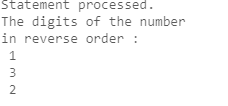 Statement processed.
The digits of the number
in reverse order :
1
3
2